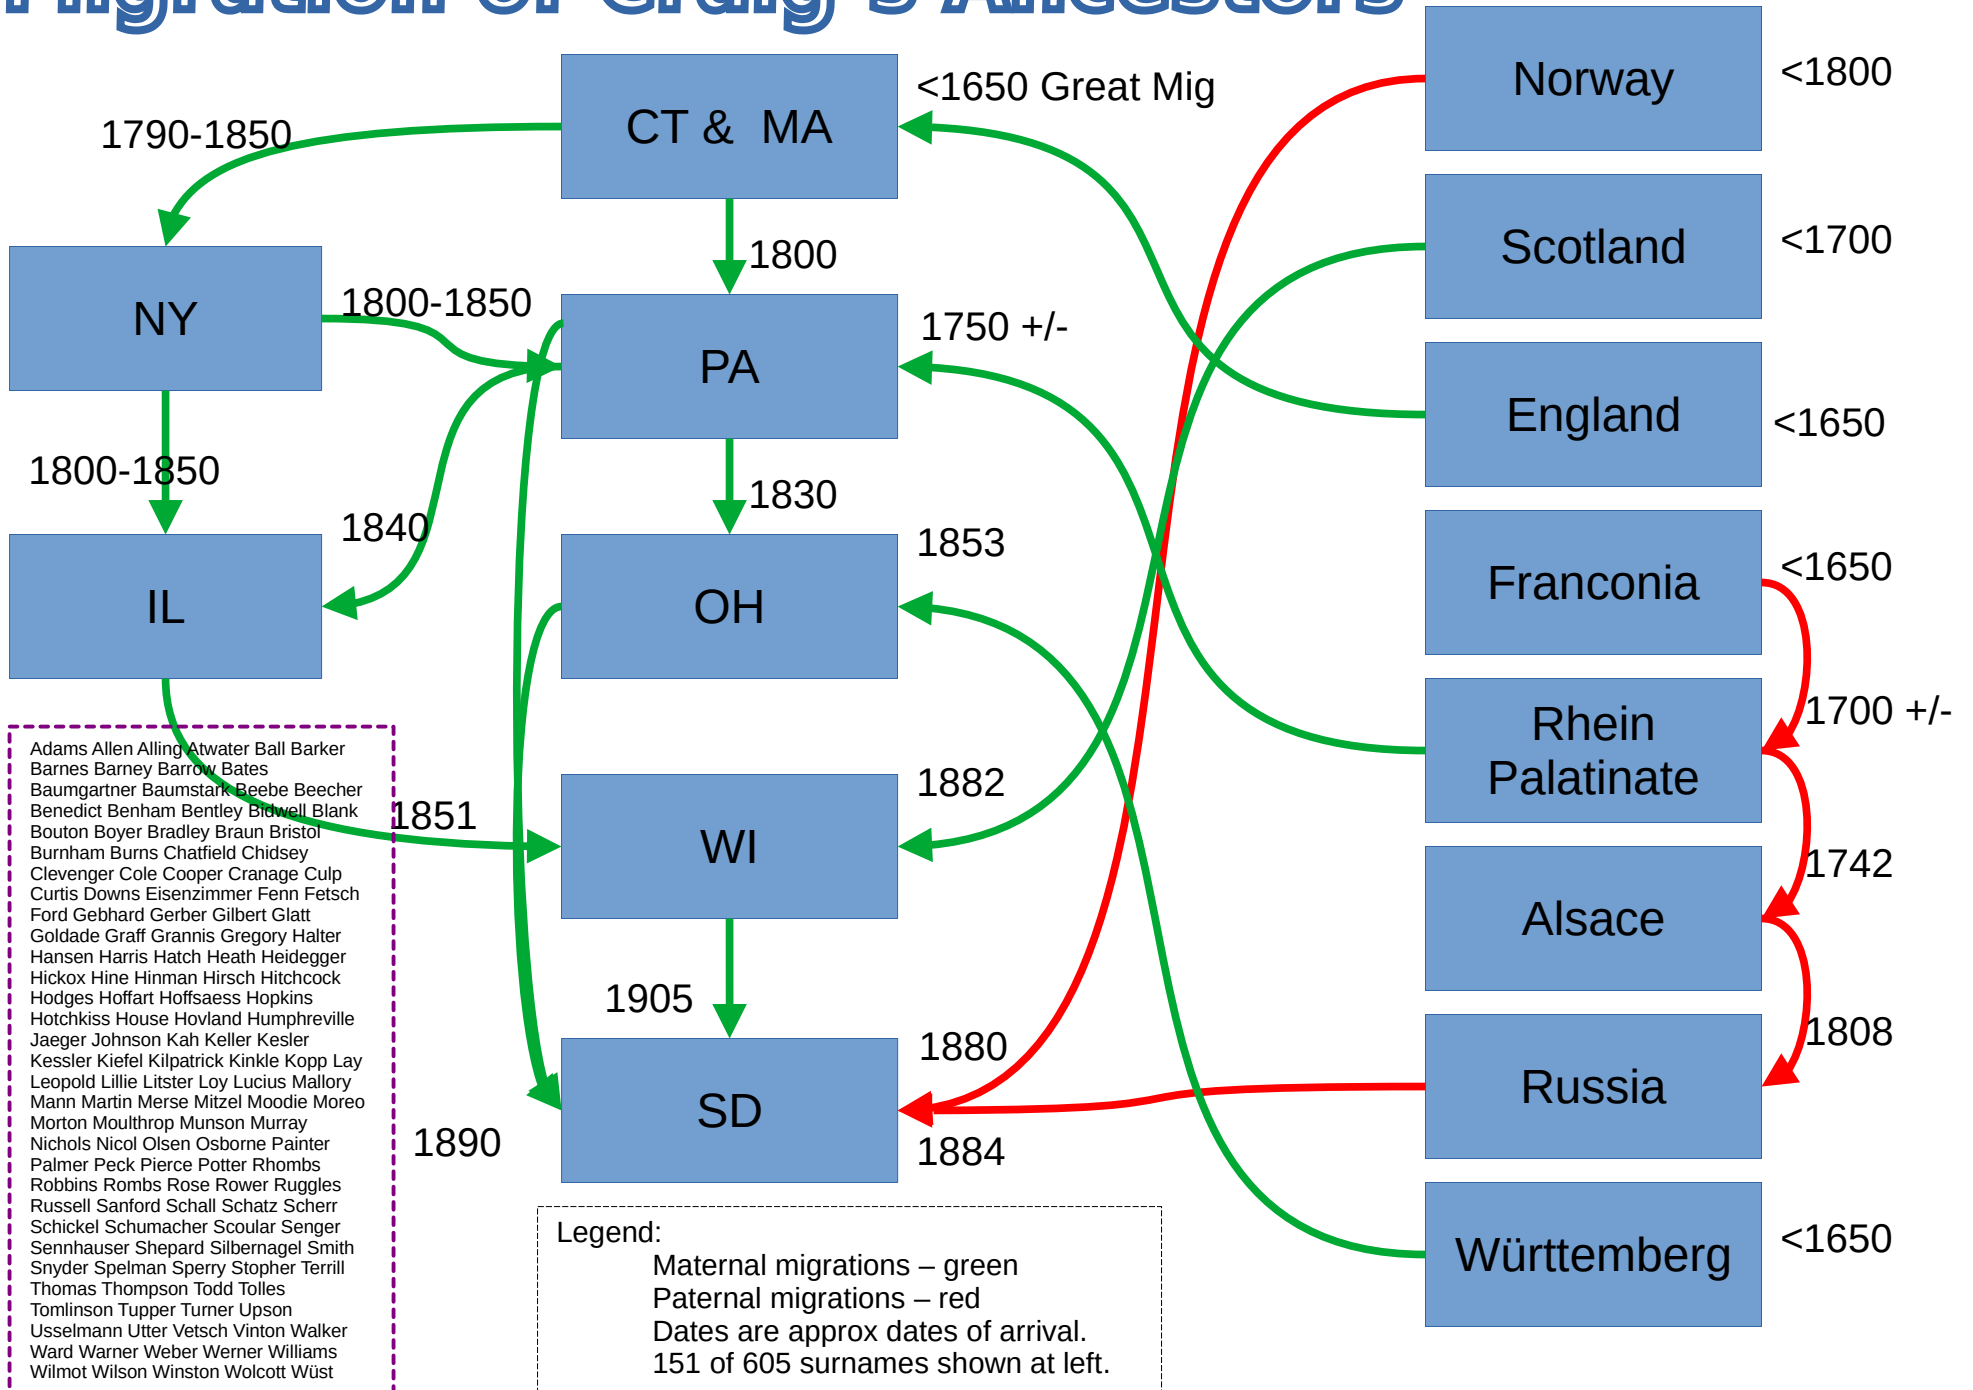 Migration of Craig's Ancestors
CT & MA
<1650 Great Mig
Norway
<1800
1790-1850
Scotland
<1700
1800
NY
1800-1850
PA
1750 +/-
England
<1650
1800-1850
1840
1830
1853
Franconia
<1650
IL
OH
Rhein
Palatinate
1700 +/-
1851
WI
1882
Alsace
1742
1905
1880
Russia
1808
SD
1890
1884
Württemberg
<1650
Adams Allen Alling Atwater Ball Barker
Barnes Barney Barrow Bates
Baumgartner Baumstark Beebe Beecher
Benedict Benham Bentley Bidwell Blank
Bouton Boyer Bradley Braun Bristol
Burnham Burns Chatfield Chidsey
Clevenger Cole Cooper Cranage Culp
Curtis Downs Eisenzimmer Fenn Fetsch
Ford Gebhard Gerber Gilbert Glatt
Goldade Graff Grannis Gregory Halter
Hansen Harris Hatch Heath Heidegger
Hickox Hine Hinman Hirsch Hitchcock
Hodges Hoffart Hoffsaess Hopkins
Hotchkiss House Hovland Humphreville
Jaeger Johnson Kah Keller Kesler
Kessler Kiefel Kilpatrick Kinkle Kopp Lay
Leopold Lillie Litster Loy Lucius Mallory
Mann Martin Merse Mitzel Moodie Moreo
Morton Moulthrop Munson Murray
Nichols Nicol Olsen Osborne Painter
Palmer Peck Pierce Potter Rhombs
Robbins Rombs Rose Rower Ruggles
Russell Sanford Schall Schatz Scherr
Schickel Schumacher Scoular Senger
Sennhauser Shepard Silbernagel Smith
Snyder Spelman Sperry Stopher Terrill
Thomas Thompson Todd Tolles
Tomlinson Tupper Turner Upson
Usselmann Utter Vetsch Vinton Walker
Ward Warner Weber Werner Williams
Wilmot Wilson Winston Wolcott Wüst
Legend:
Maternal migrations – green
Paternal migrations – red
Dates are approx dates of arrival.
151 of 605 surnames shown at left.